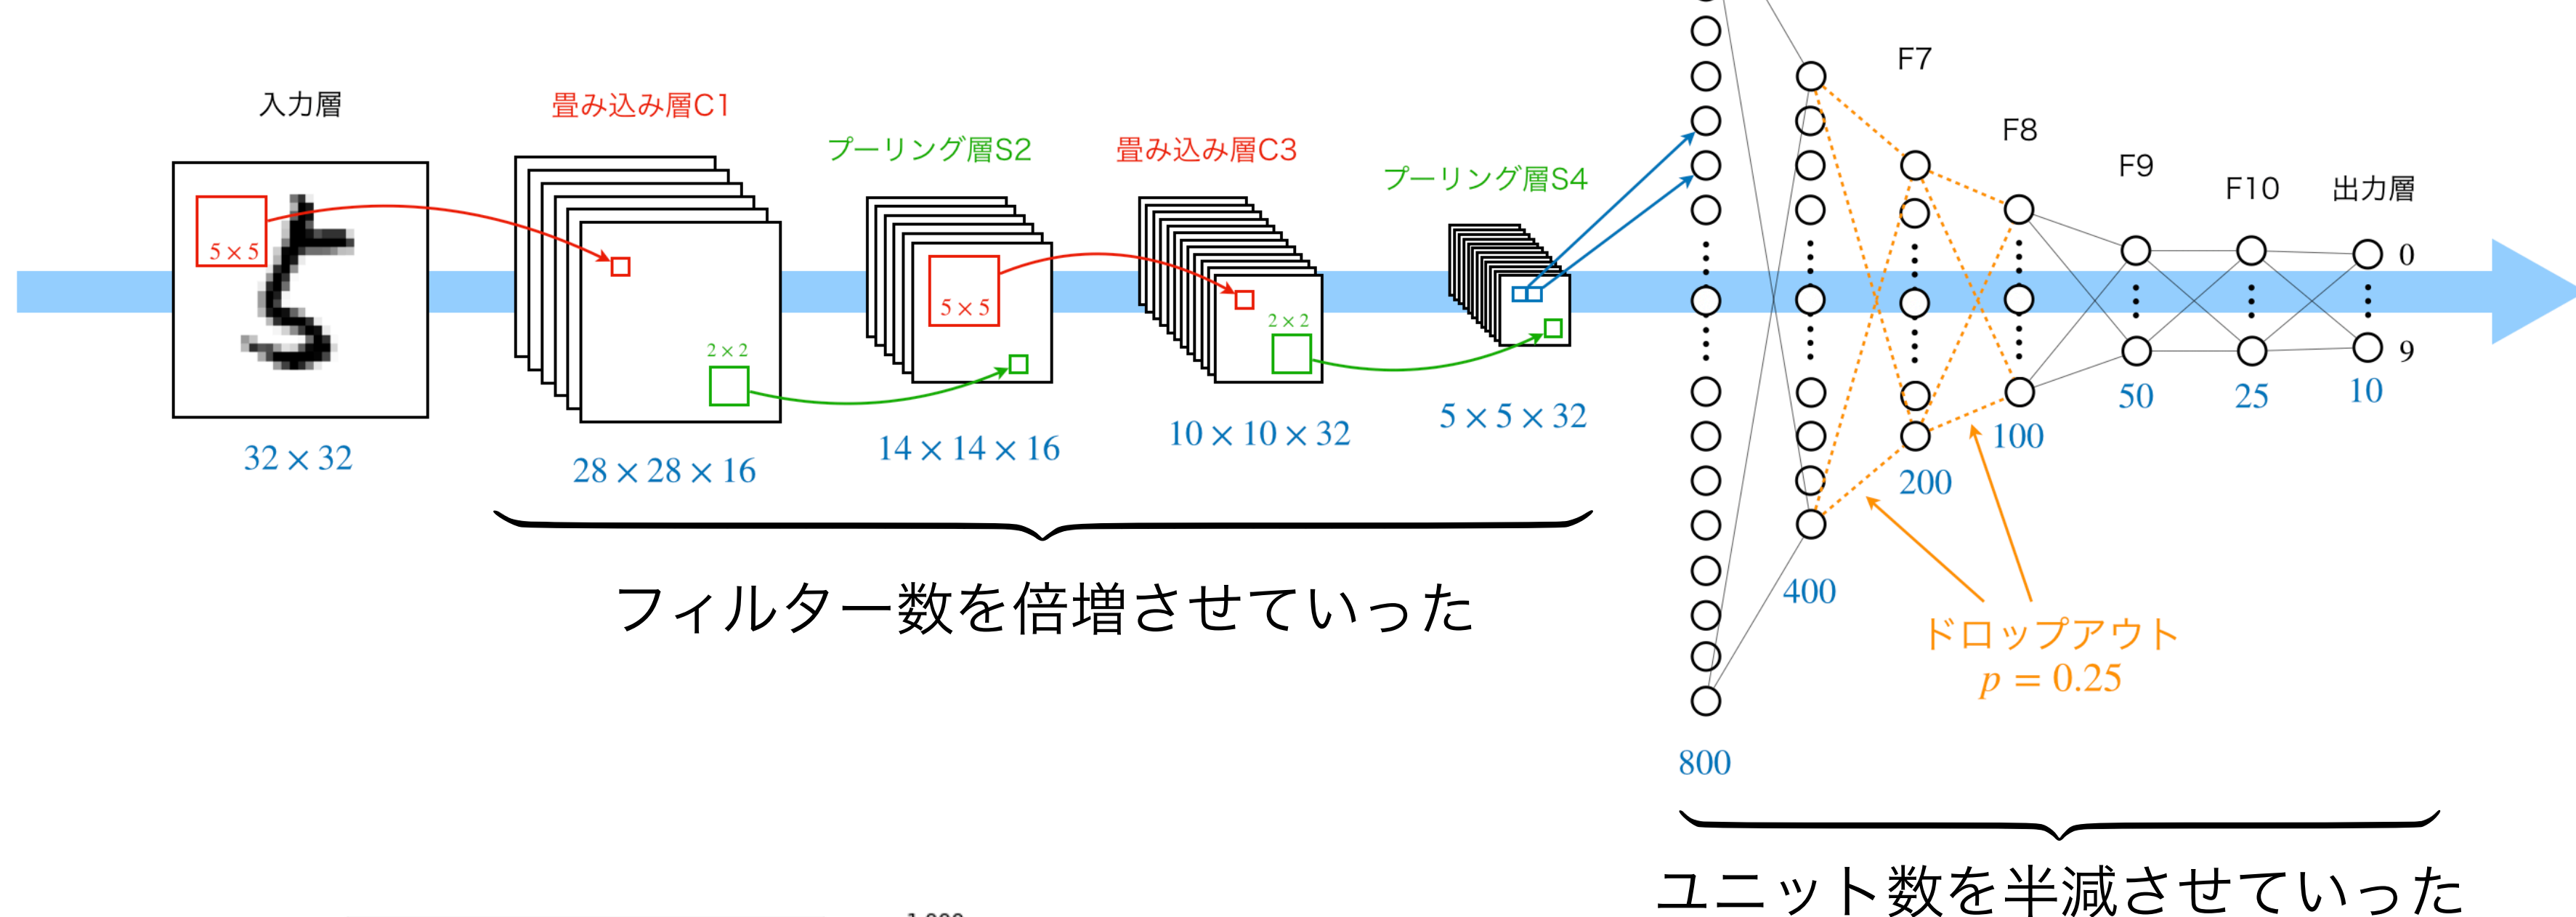 入力層
5 × 5
32 × 32
畳み込み層C1
2 × 2
28 × 28 × 16
プーリング層S2
5 × 5
14 × 14 × 16
畳み込み層C3
2 × 2
10 × 10 × 32
プーリング層S4
5 × 5 × 32
フィルター数を倍増させていった
800
400
F7
200
F8
100
F9
50
F10
25
出力層
0
9
10
ドロップアウト
p = 0.25
ユニット数を半減させていった